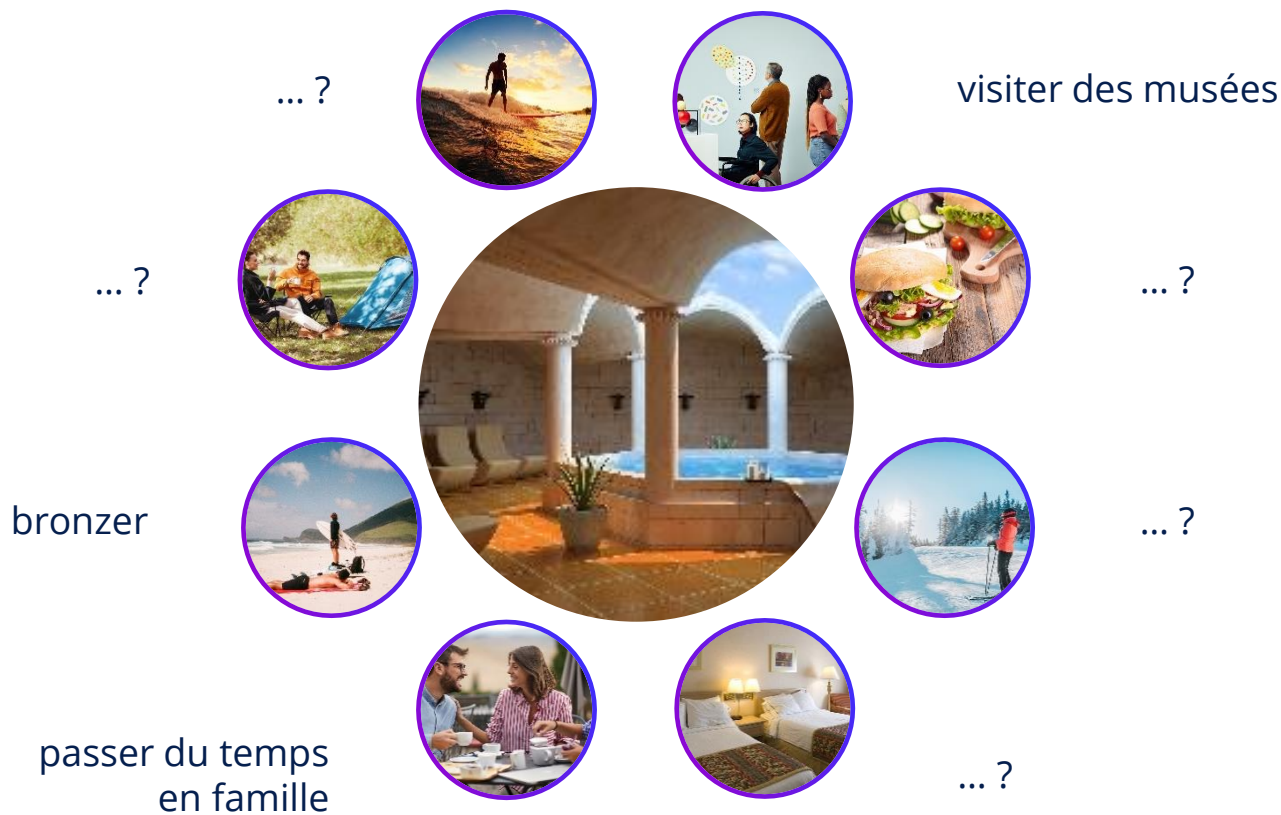 ... ?
visiter des musées
... ?
... ?
bronzer
... ?
passer du temps
en famille
... ?